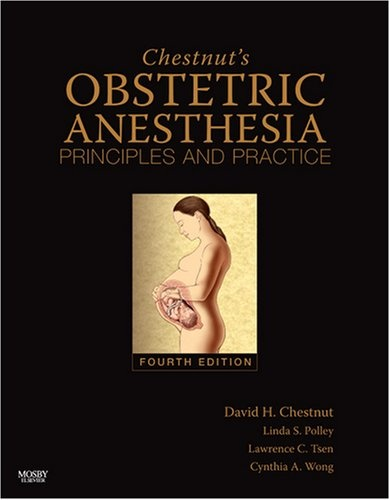 Chestnut's
OBSTETRIC
ANESTHESIA
PRINCIPLES AND PRACTICE
FOURTH EDITION
David H. Chestnut
Linda S. Polley
Lawrence C. Tsen
Cynthia A. Wong
MOSBY
ELSEVIER